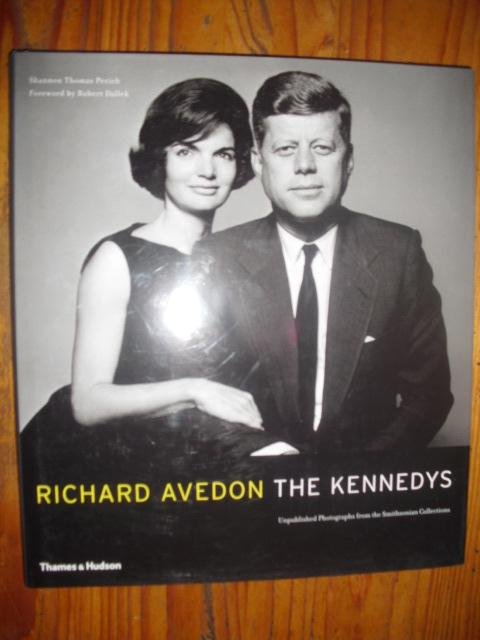 Shannon Thomas Perich
Foreword by Robert Dallek
RICHARD AVEDON THE KENNEDYS
Unpublished Photographs from the Smithsonian Collections
Thames & Hudson